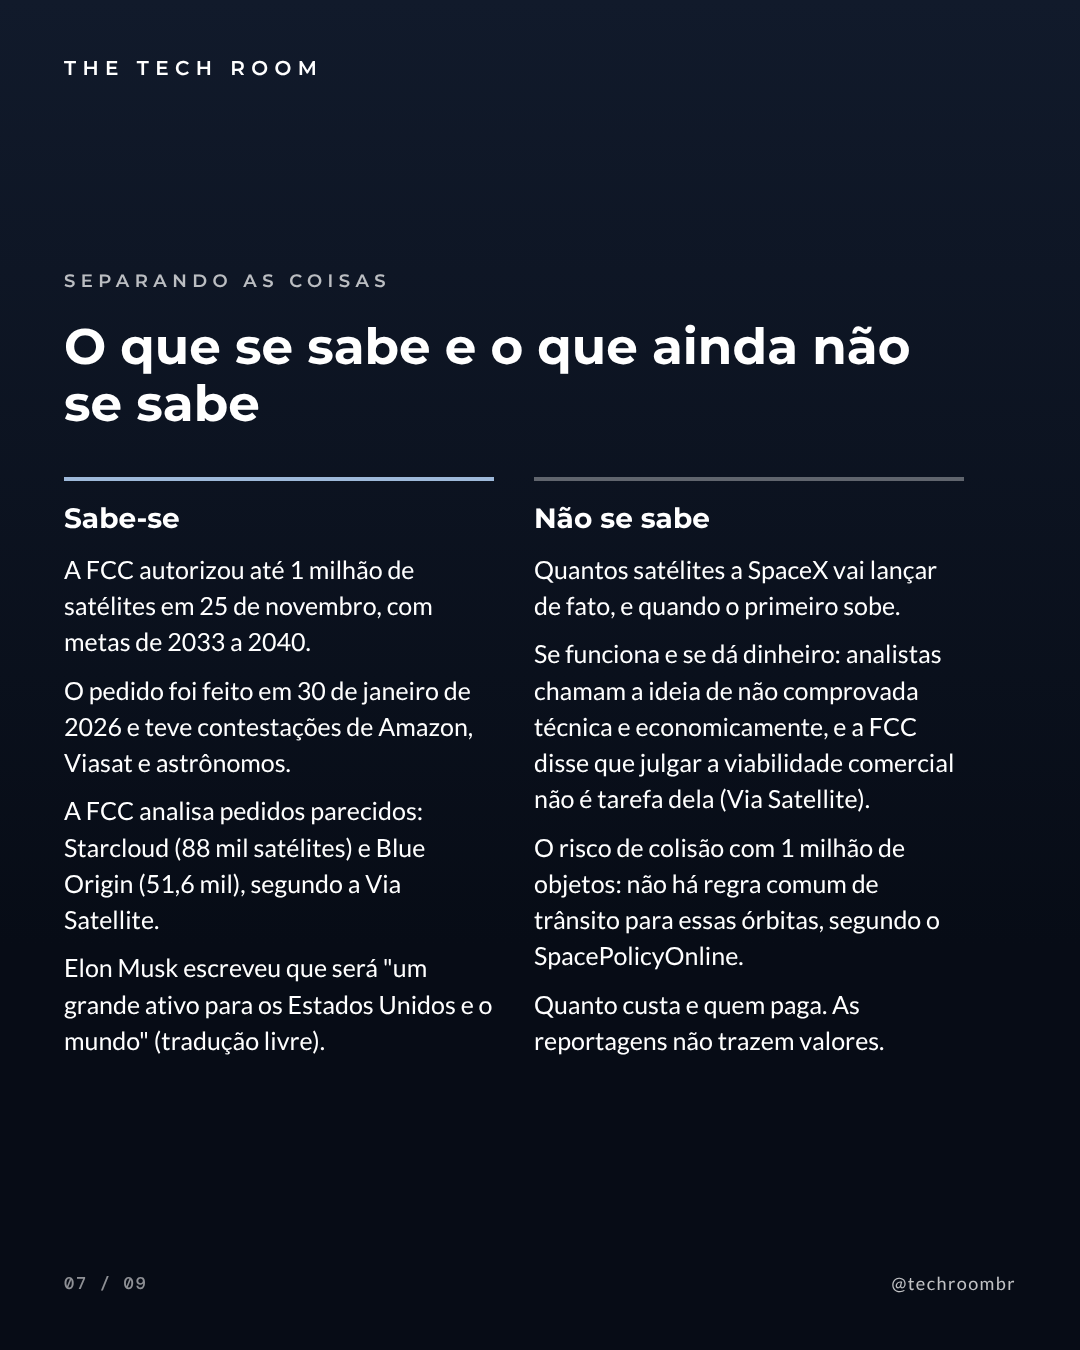 THE TECH ROOM
SEPARANDO AS COISAS
O que se sabe e o que ainda não
se sabe
Sabe-se
A FCC autorizou até 1 milhão de
satélites em 25 de novembro, com
metas de 2033 a 2040.
O pedido foi feito em 30 de janeiro de
2026 e teve contestações de Amazon,
Viasat e astrônomos.
A FCC analisa pedidos parecidos:
Starcloud (88 mil satélites) e Blue
Origin (51,6 mil), segundo a Via
Satellite.
Elon Musk escreveu que será "um
grande ativo para os Estados Unidos e o
mundo" (tradução livre).
Não se sabe
Quantos satélites a SpaceX vai lançar
de fato, e quando o primeiro sobe.
Se funciona e se dá dinheiro: analistas
chamam a ideia de não comprovada
técnica e economicamente, e a FCC
disse que julgar a viabilidade comercial
não é tarefa dela (Via Satellite).
O risco de colisão com 1 milhão de
objetos: não há regra comum de
trânsito para essas órbitas, segundo o
SpacePolicyOnline.
Quanto custa e quem paga. As
reportagens não trazem valores.
07 / 09
@techroombr